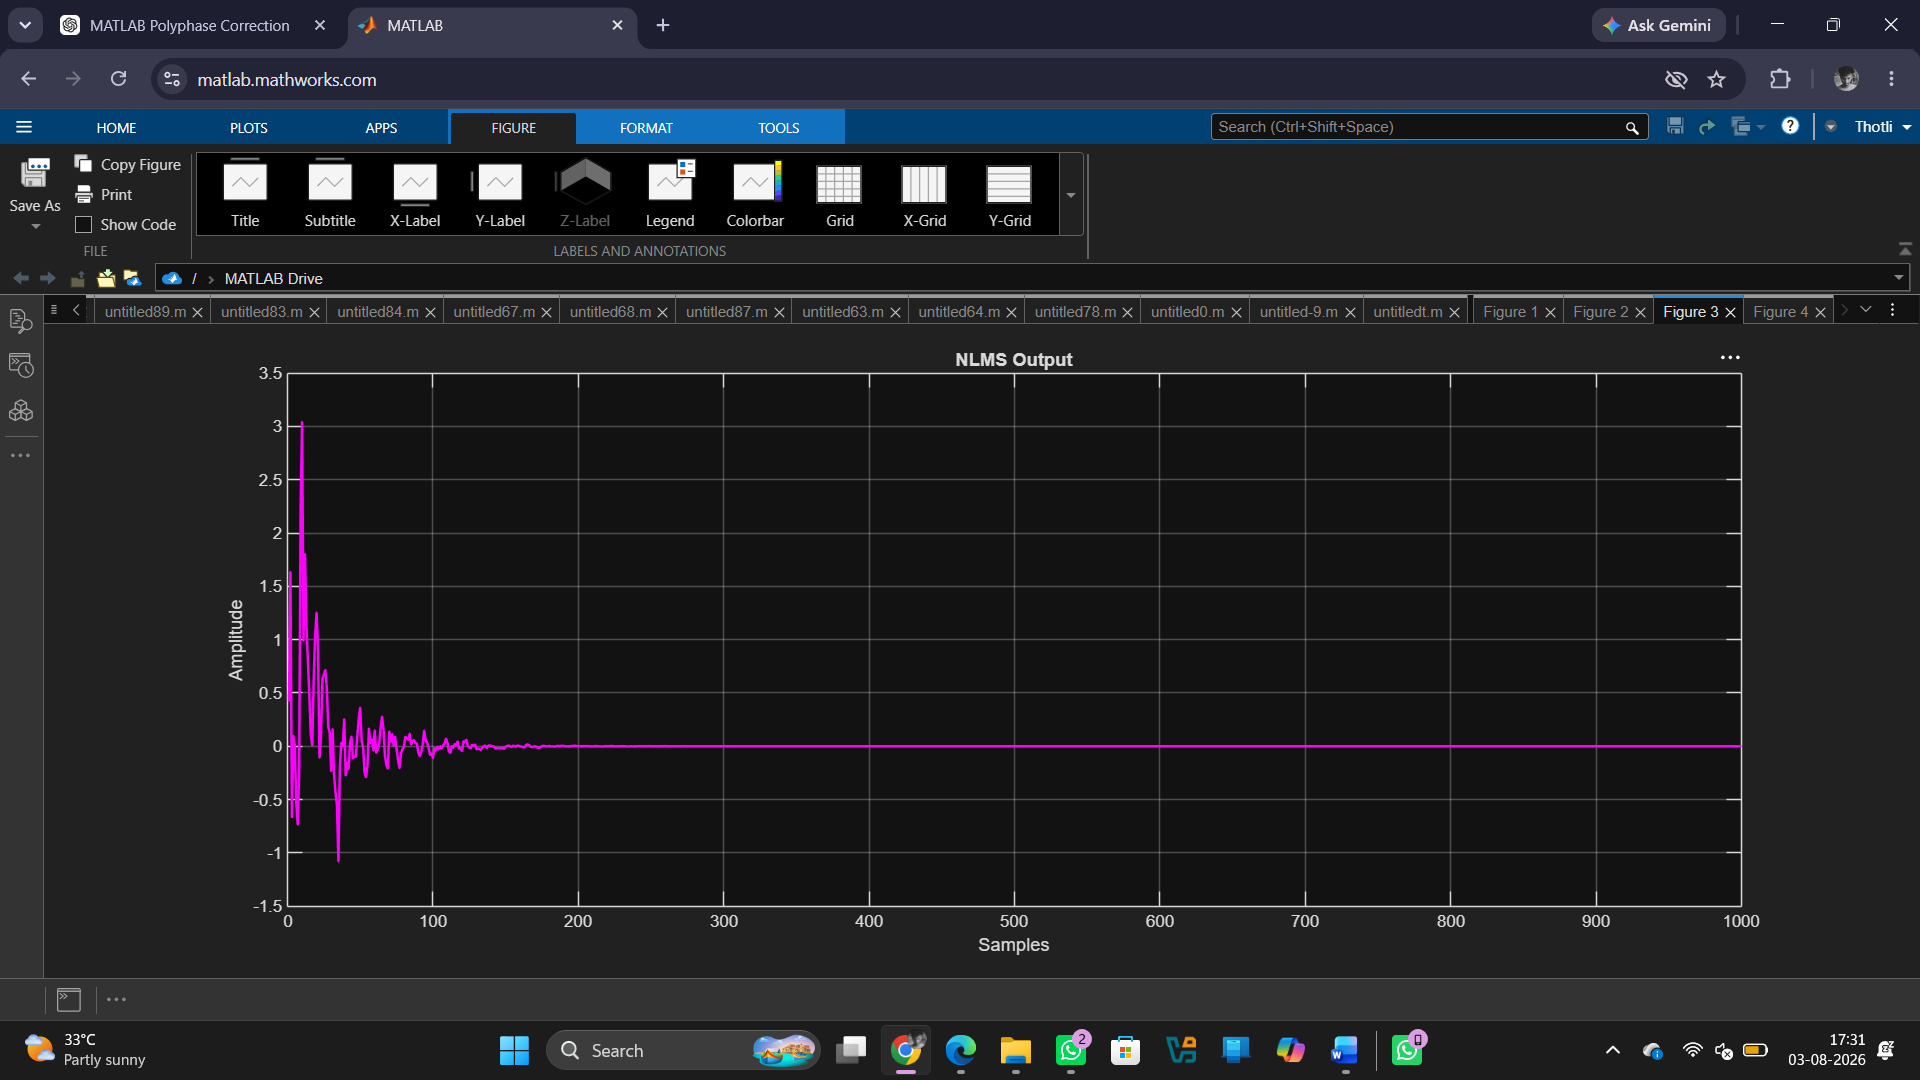 MATLAB Polyphase Correction
MATLAB
Ask Gemini
matlab.mathworks.com
HOME PLOTS APPS FIGURE FORMAT TOOLS
Search (Ctrl+Shift+Space)
Thotli
Save As
Copy Figure
Print
Show Code
FILE
Title Subtitle X-Label Y-Label Z-Label Legend Colorbar Grid X-Grid Y-Grid
LABELS AND ANNOTATIONS
/ MATLAB Drive
untitled89.m untitled83.m untitled84.m untitled67.m untitled68.m untitled87.m untitled63.m untitled64.m untitled78.m untitled0.m untitled-9.m untitledt.m Figure 1 Figure 2 Figure 3 Figure 4
NLMS Output
3.5
3
2.5
2
1.5
1
0.5
0
-0.5
-1
-1.5
Amplitude
0 100 200 300 400 500 600 700 800 900 1000
Samples
33°C
Partly sunny
Search
2
17:31
03-08-2026